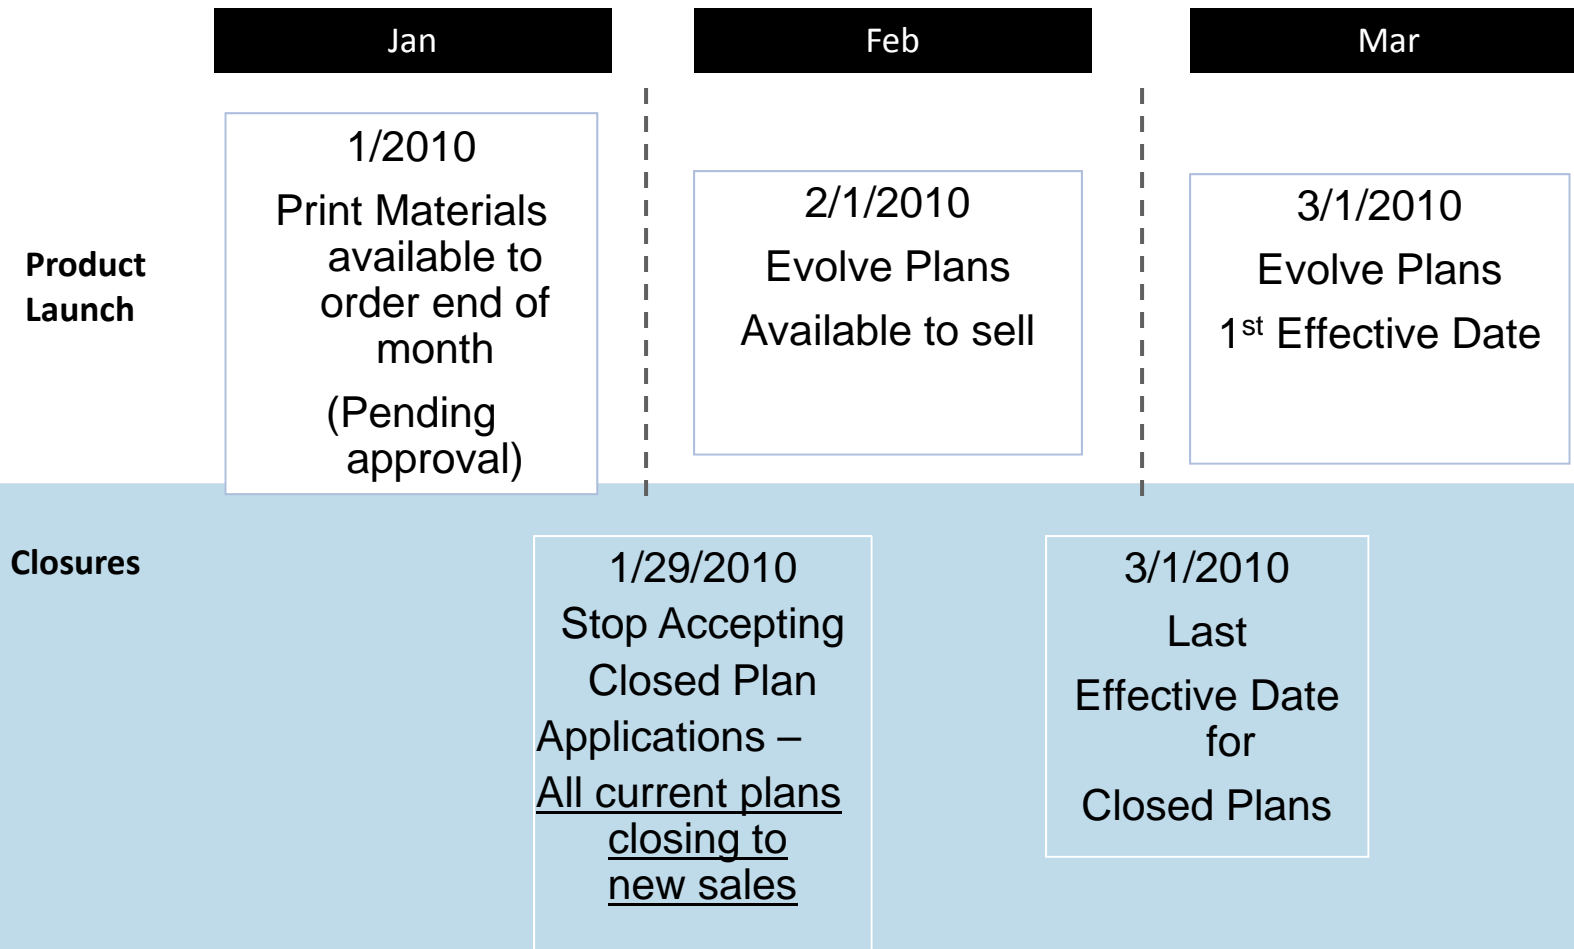 Jan
Feb
Mar
Product
Launch
1/2010
Print Materials
available to
order end of
month
(Pending
approval)
2/1/2010
Evolve Plans
Available to sell
3/1/2010
Evolve Plans
1st Effective Date
Closures
1/29/2010
Stop Accepting
Closed Plan
Applications –
All current plans
closing to
new sales
3/1/2010
Last
Effective Date
for
Closed Plans